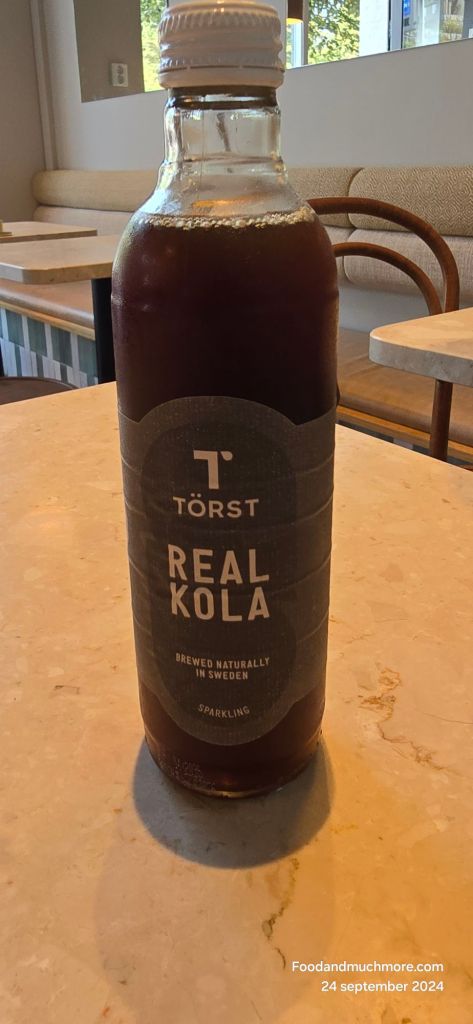 TÖRST
REAL
KOLA
BREWED NATURALLY
IN SWEDEN
SPARKLING
Foodandmuchmore.com
24 september 2024